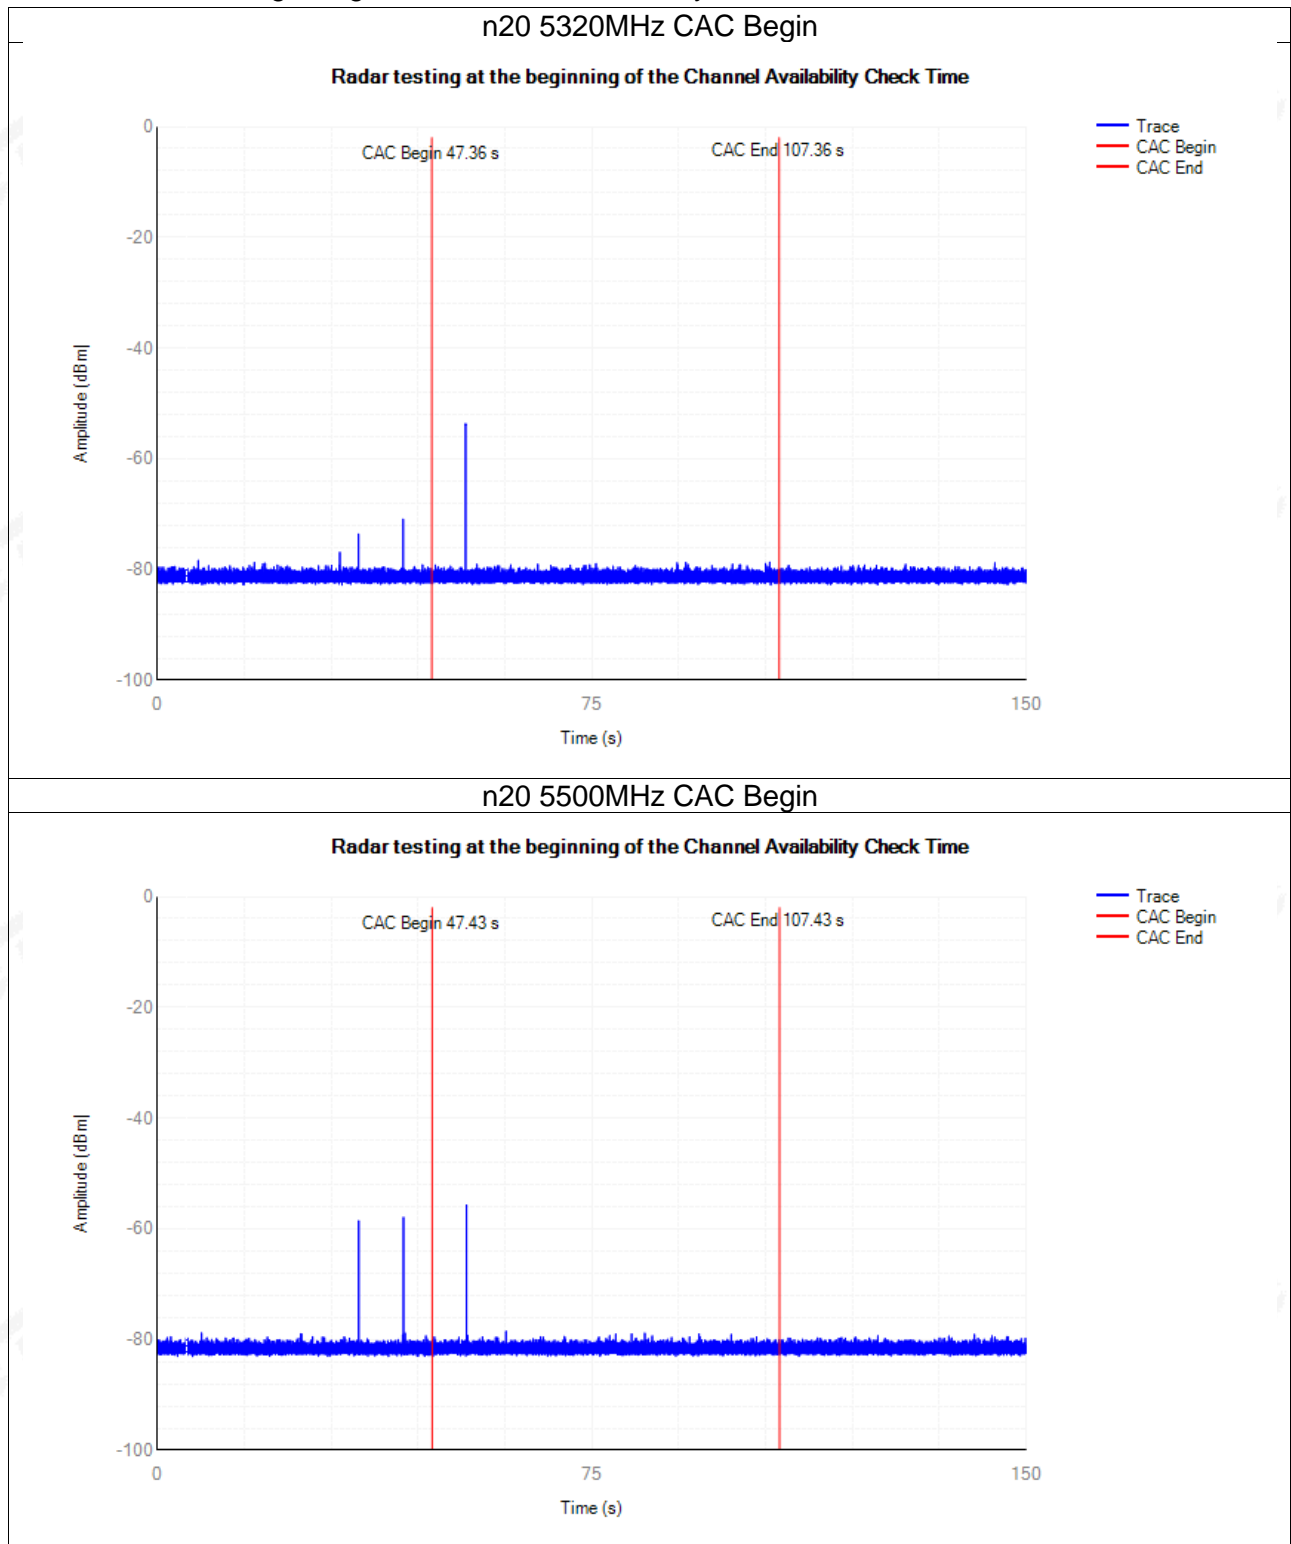 n20 5320MHz CAC Begin
Radar testing at the beginning of the Channel Availability Check Time
0
CAC Begin 47.36 s
CAC End 107.36 s
Trace
CAC Begin
CAC End
-20
-40
Amplitude [dBm]
-60
-80
-100
0
75
150
Time (s)
n20 5500MHz CAC Begin
Radar testing at the beginning of the Channel Availability Check Time
0
CAC Begin 47.43 s
CAC End 107.43 s
Trace
CAC Begin
CAC End
-20
-40
Amplitude [dBm]
-60
-80
-100
0
75
150
Time (s)